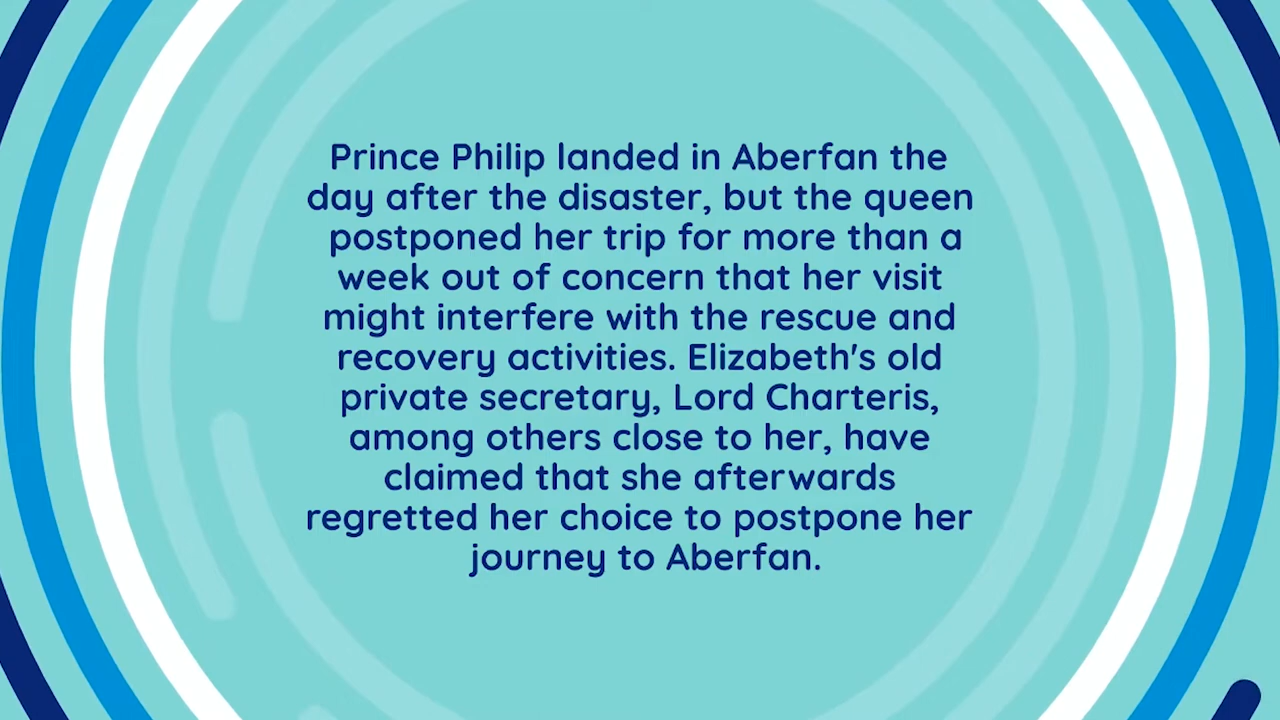 Prince Philip landed in Aberfan the
day after the disaster, but the queen
postponed her trip for more than a
week out of concern that her visit
might interfere with the rescue and
recovery activities. Elizabeth's old
private secretary, Lord Charteris,
among others close to her, have
claimed that she afterwards
regretted her choice to postpone her
journey to Aberfan.